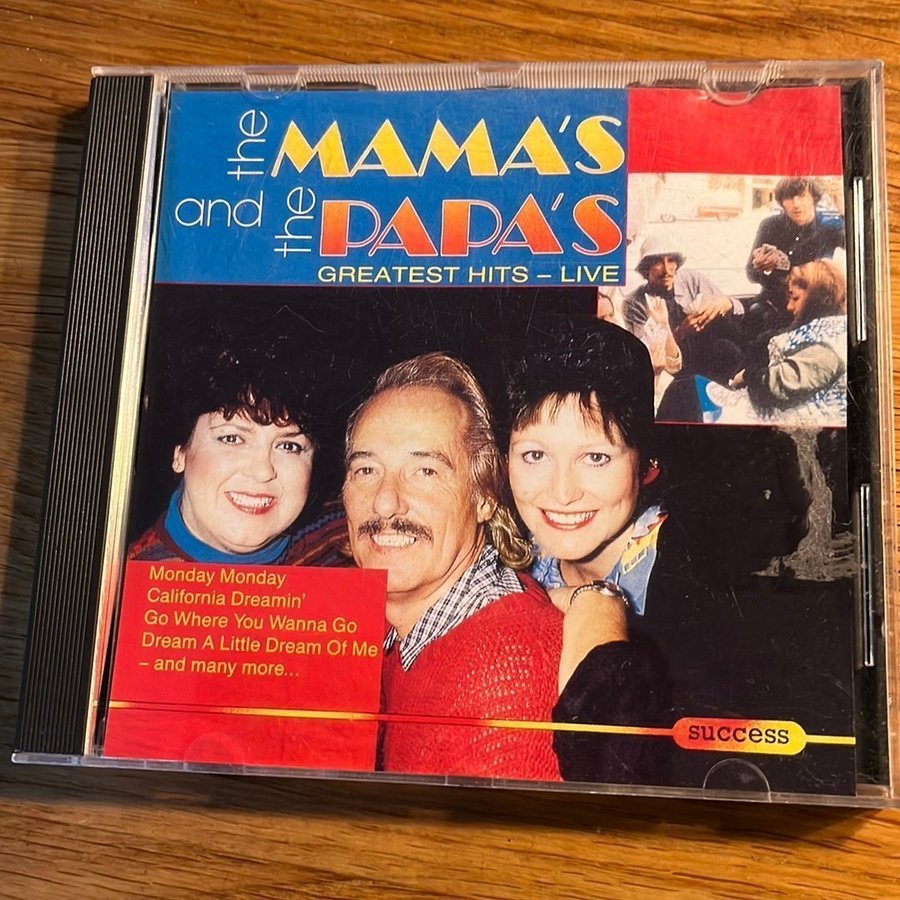 the MAMA'S
and the PAPA'S
GREATEST HITS – LIVE
Monday Monday
California Dreamin'
Go Where You Wanna Go
Dream A Little Dream Of Me
– and many more...
success